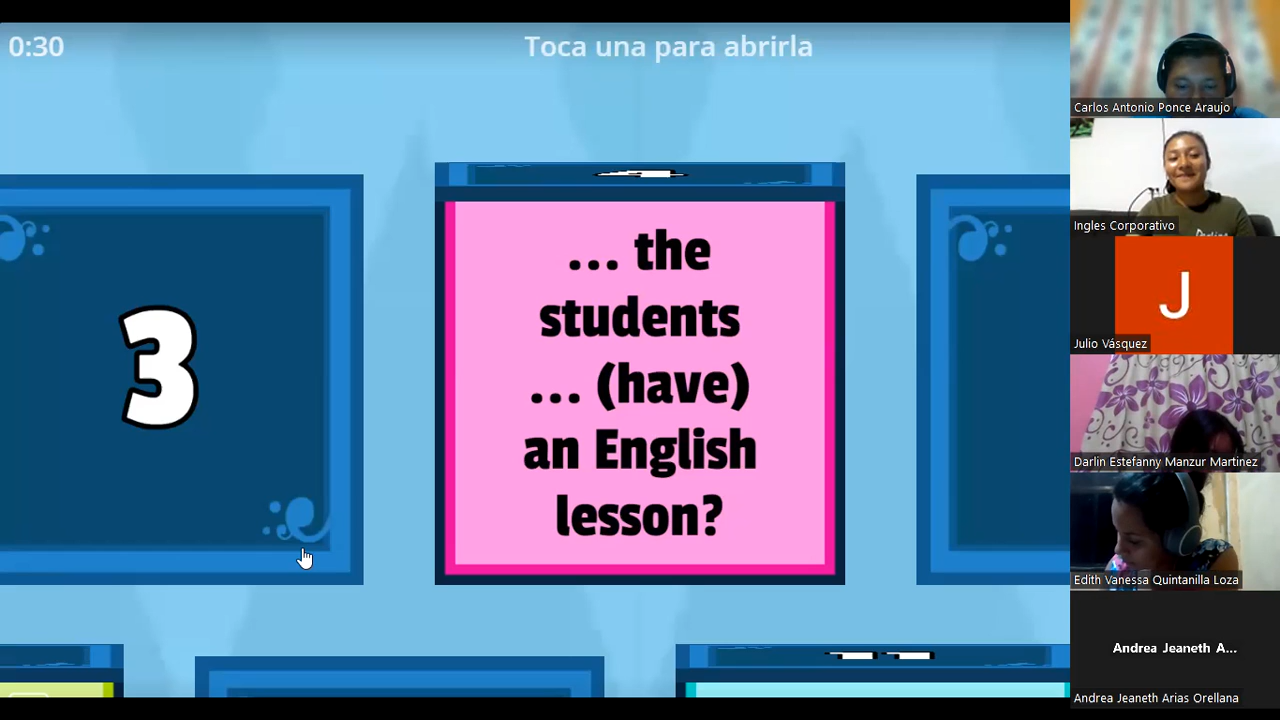 0:30
Toca una para abrirla
3
... the
students
... (have)
an English
lesson?
Carlos Antonio Ponce Araujo
Ingles Corporativo
J
Julio Vásquez
Darlin Estefanny Manzur Martinez
Edith Vanessa Quintanilla Loza
Andrea Jeaneth A...
Andrea Jeaneth Arias Orellana